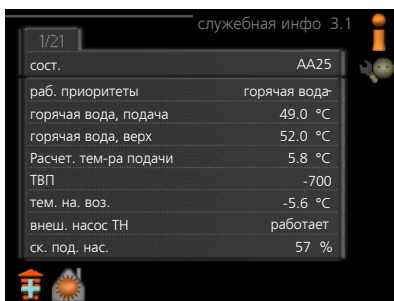 служебная инфо 3.1
1/21
сост. AA25
раб. приоритеты горячая вода-
горячая вода, подача 49.0 °C
горячая вода, верх 52.0 °C
Расчет. тем-ра подачи 5.8 °C
ТВП -700
тем. на. воз. -5.6 °C
внеш. насос ТН работает
ск. под. нас. 57 %